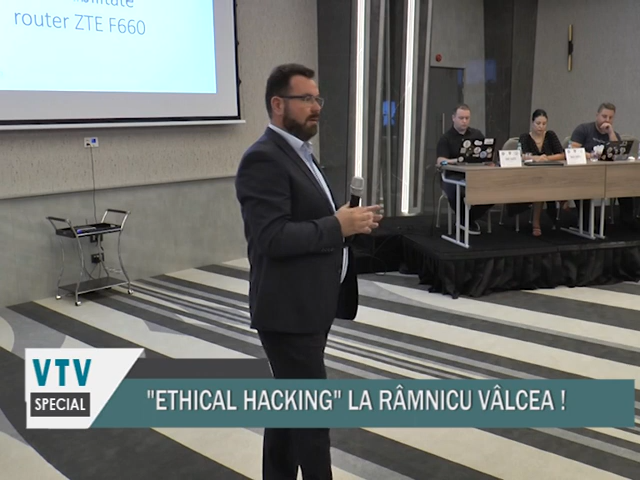 router ZTE F660
VTV
SPECIAL
"ETHICAL HACKING" LA RÂMNICU VÂLCEA !